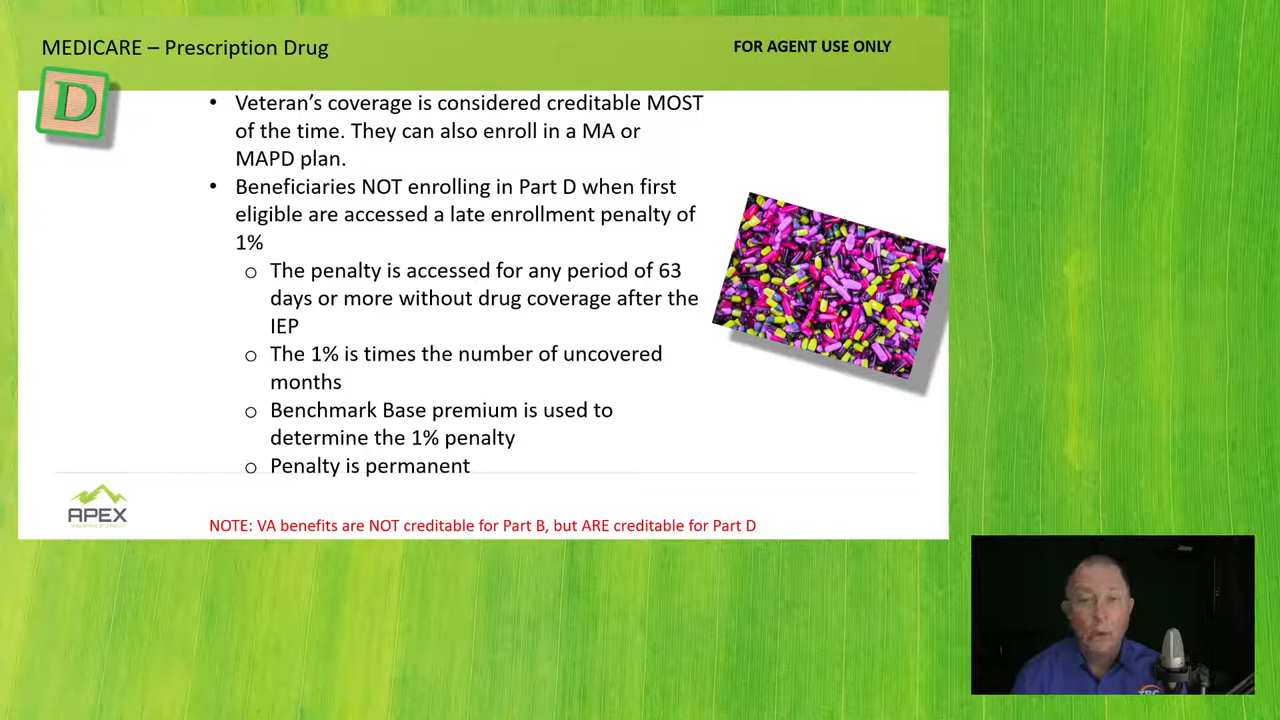 MEDICARE – Prescription Drug
FOR AGENT USE ONLY
D
• Veteran’s coverage is considered creditable MOST
of the time. They can also enroll in a MA or
MAPD plan.
• Beneficiaries NOT enrolling in Part D when first
eligible are accessed a late enrollment penalty of
1%
o The penalty is accessed for any period of 63
days or more without drug coverage after the
IEP
o The 1% is times the number of uncovered
months
o Benchmark Base premium is used to
determine the 1% penalty
o Penalty is permanent
APEX
INSURANCE GROUP
NOTE: VA benefits are NOT creditable for Part B, but ARE creditable for Part D